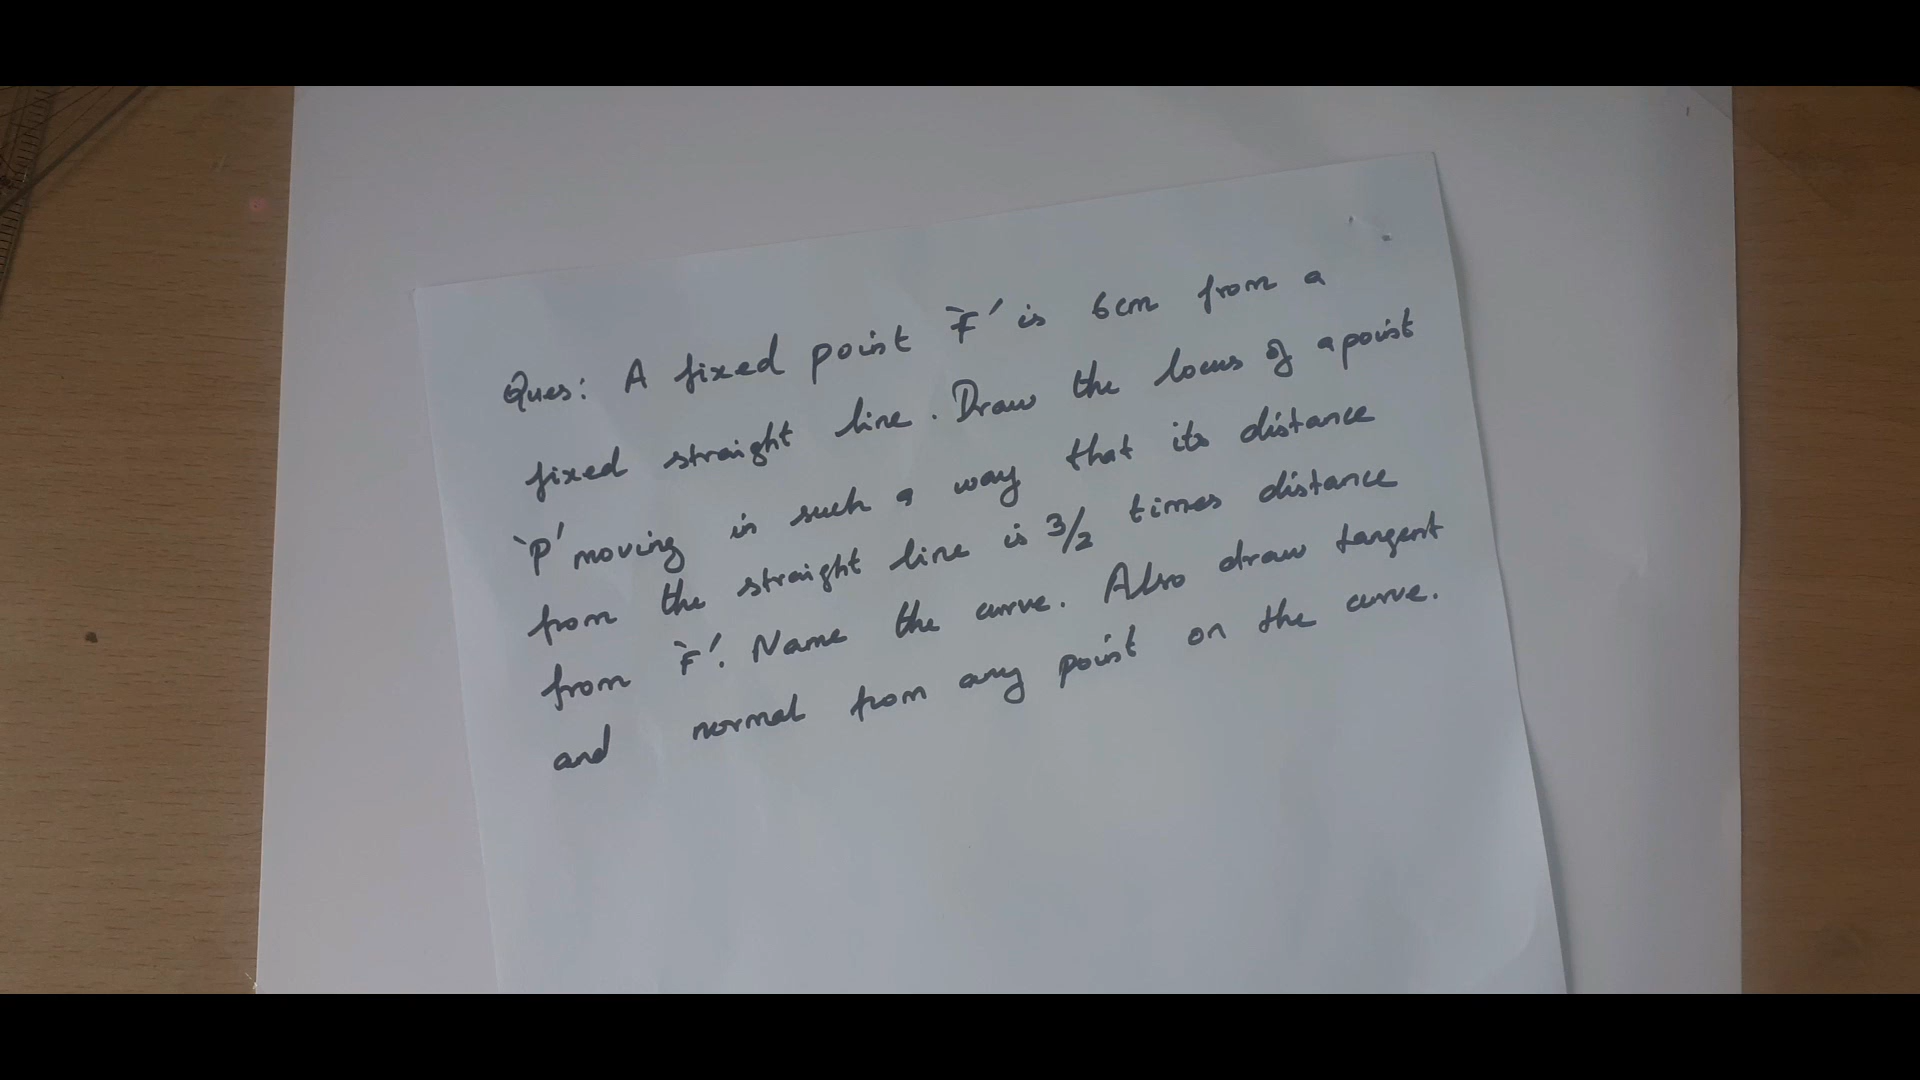 Ques: A fixed point `F' is 6cm from a
fixed straight line. Draw the locus of a point
`P' moving in such a way that its distance
from the straight line is 3/2 times distance
from `F'. Name the curve. Also draw tangent
and normal from any point on the curve.